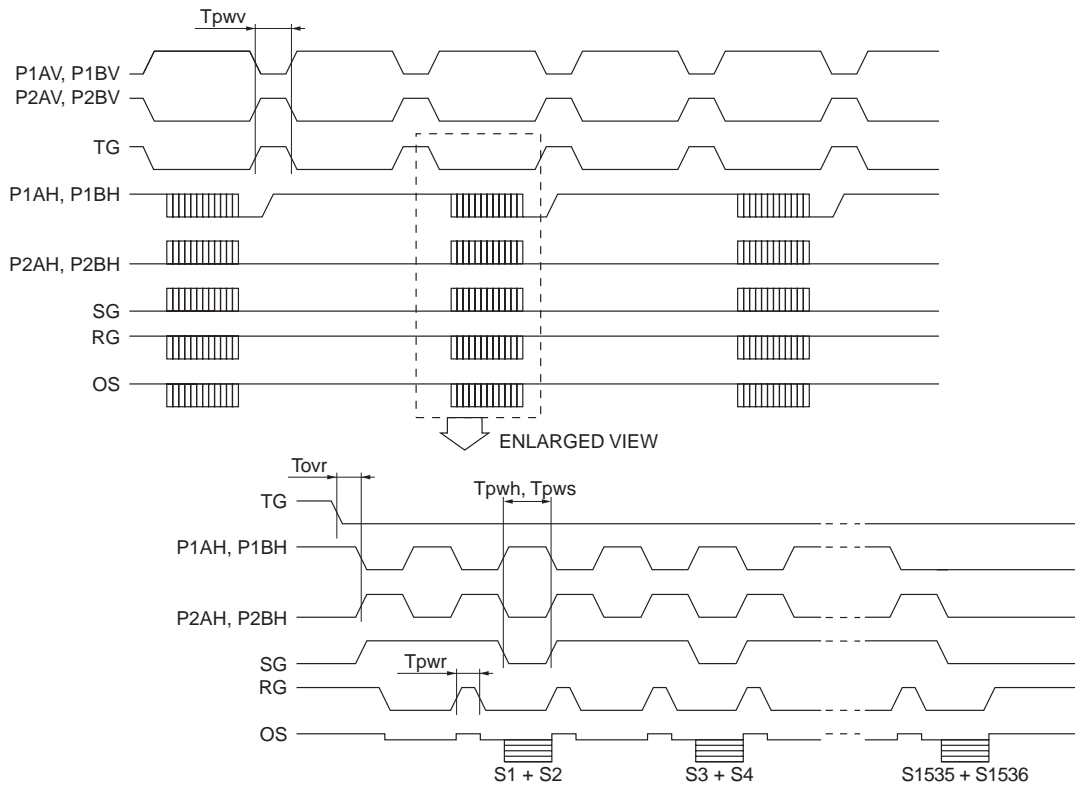 Tpwv
P1AV, P1BV
P2AV, P2BV
TG
P1AH, P1BH
P2AH, P2BH
SG
RG
OS
ENLARGED VIEW
Tovr
Tpwh, Tpws
TG
P1AH, P1BH
P2AH, P2BH
SG
Tpwr
RG
OS
S1 + S2
S3 + S4
S1535 + S1536